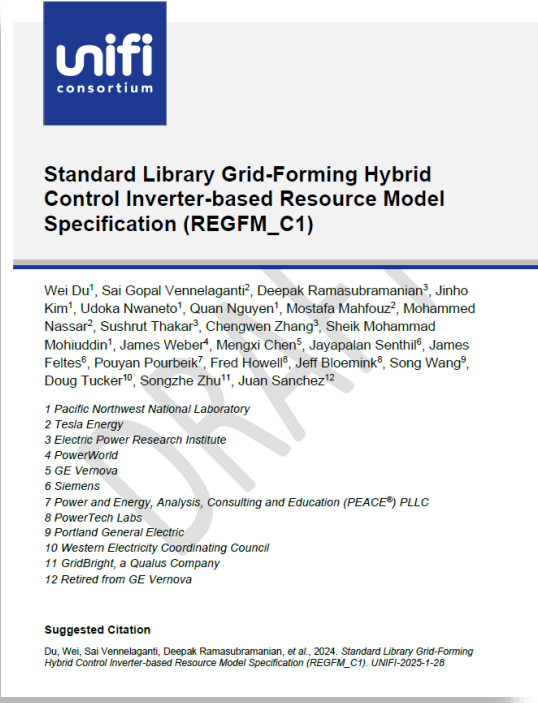 unifi
consortium
Standard Library Grid-Forming Hybrid
Control Inverter-based Resource Model
Specification (REGFM_C1)
DRAFT
Wei Du1, Sai Gopal Vennelaganti2, Deepak Ramasubramanian3, Jinho
Kim1, Udoka Nwaneto1, Quan Nguyen1, Mostafa Mahfouz2, Mohammed
Nassar2, Sushrut Thakar3, Chengwen Zhang3, Sheik Mohammad
Mohiuddin1, James Weber4, Mengxi Chen5, Jayapalan Senthil6, James
Feltes6, Pouyan Pourbeik7, Fred Howell8, Jeff Bloemink8, Song Wang9,
Doug Tucker10, Songzhe Zhu11, Juan Sanchez12
1 Pacific Northwest National Laboratory
2 Tesla Energy
3 Electric Power Research Institute
4 PowerWorld
5 GE Vernova
6 Siemens
7 Power and Energy, Analysis, Consulting and Education (PEACE®) PLLC
8 PowerTech Labs
9 Portland General Electric
10 Western Electricity Coordinating Council
11 GridBright, a Qualus Company
12 Retired from GE Vernova
Suggested Citation
Du, Wei, Sai Vennelaganti, Deepak Ramasubramanian, et al., 2024. Standard Library Grid-Forming
Hybrid Control Inverter-based Resource Model Specification (REGFM_C1). UNIFI-2025-1-28